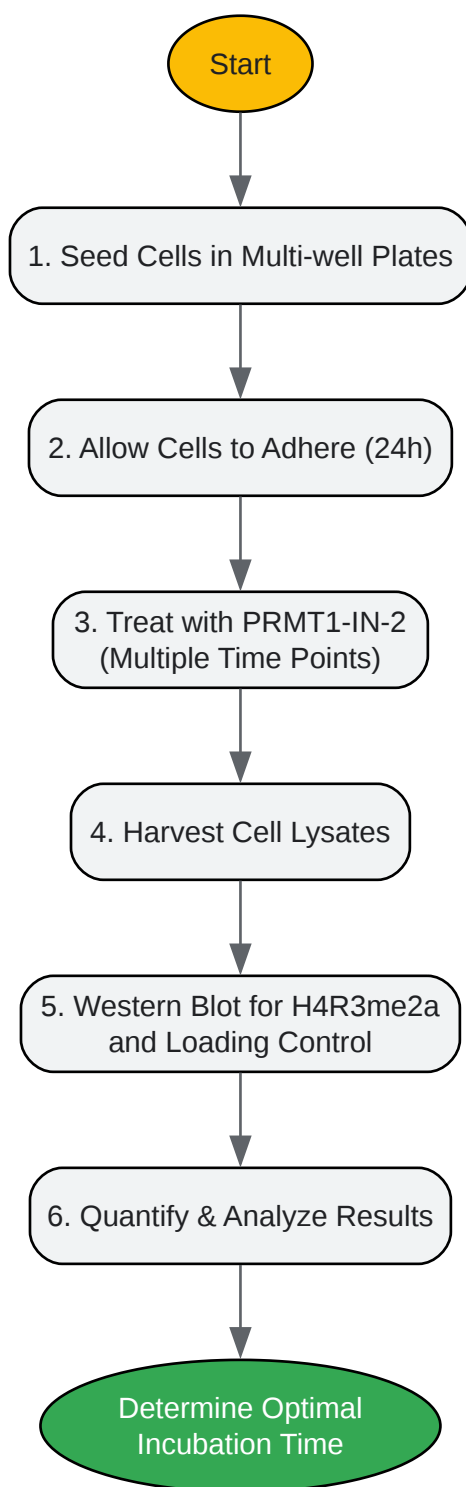 Start
1. Seed Cells in Multi-well Plates
2. Allow Cells to Adhere (24h)
3. Treat with PRMT1-IN-2
(Multiple Time Points)
4. Harvest Cell Lysates
5. Western Blot for H4R3me2a
and Loading Control
6. Quantify & Analyze Results
Determine Optimal
Incubation Time